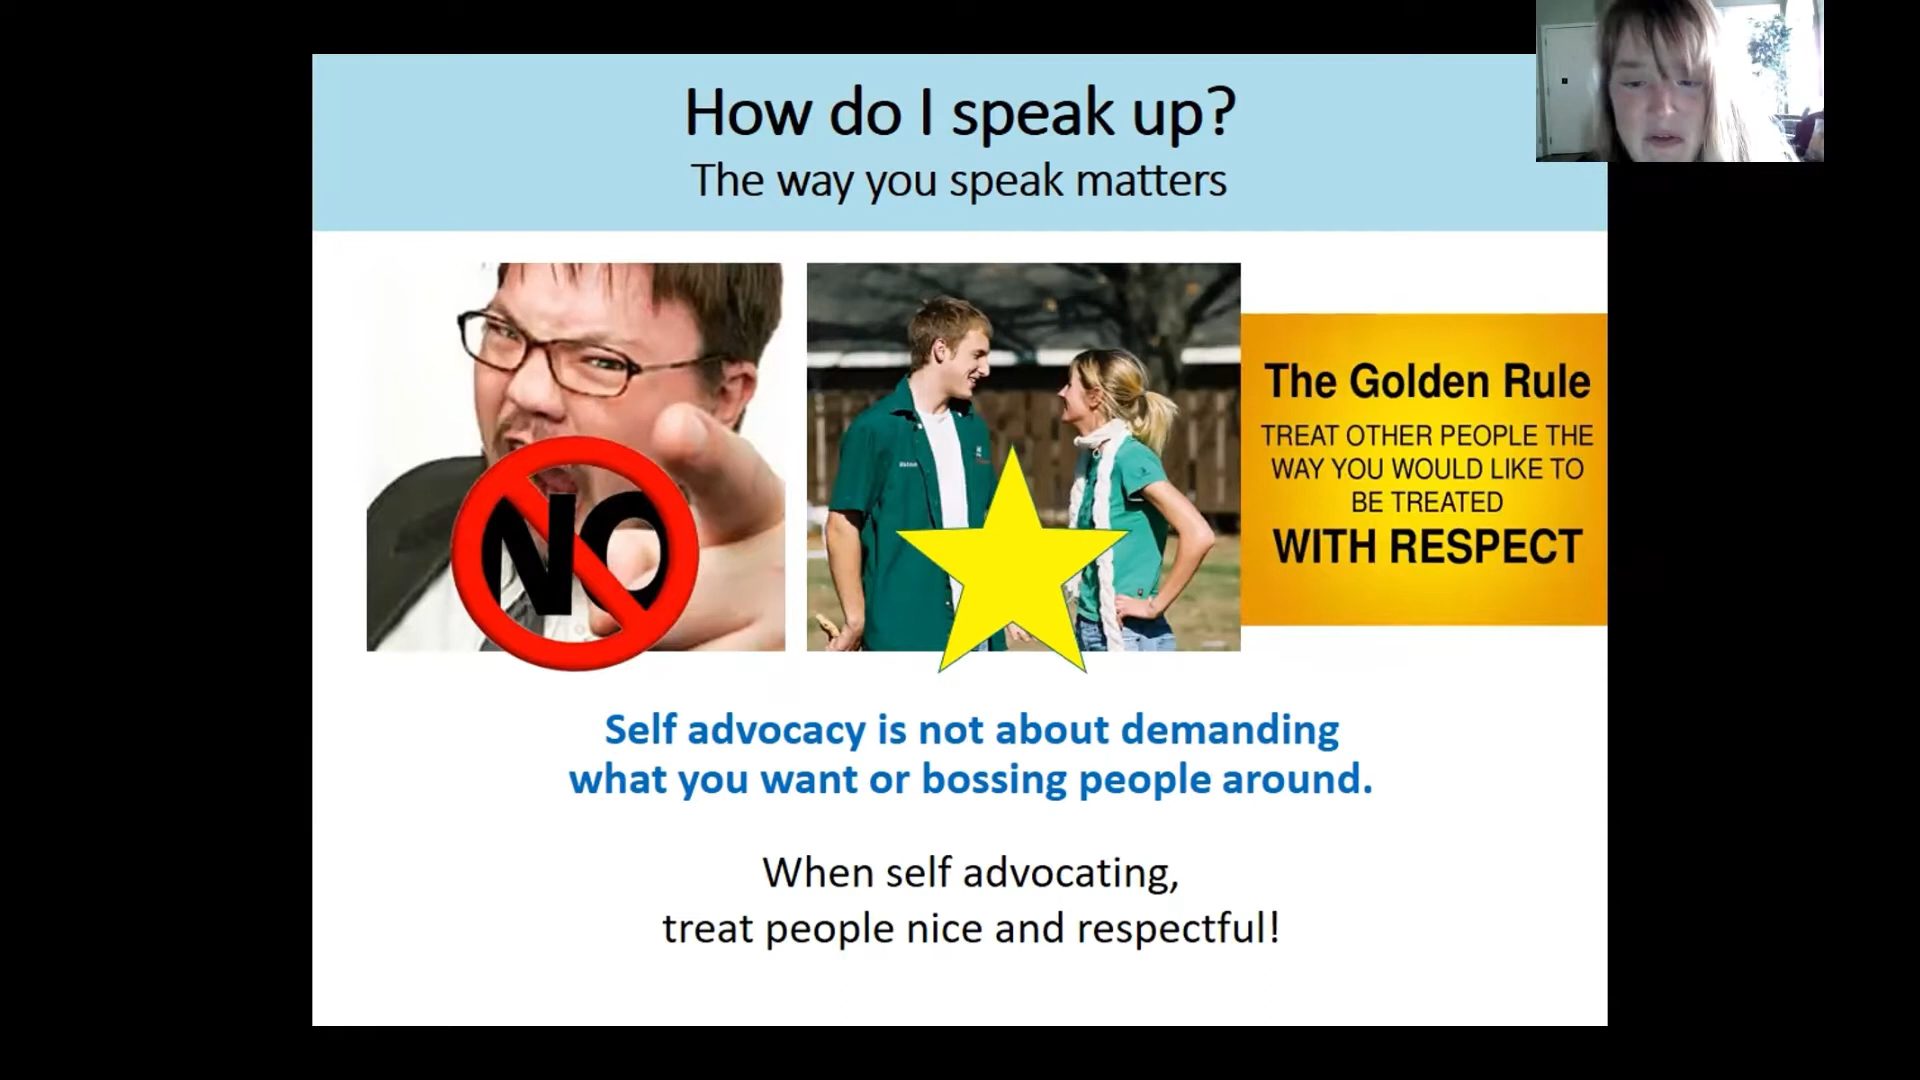 How do I speak up?
The way you speak matters
NO
The Golden Rule
TREAT OTHER PEOPLE THE
WAY YOU WOULD LIKE TO
BE TREATED
WITH RESPECT
Self advocacy is not about demanding
what you want or bossing people around.
When self advocating,
treat people nice and respectful!